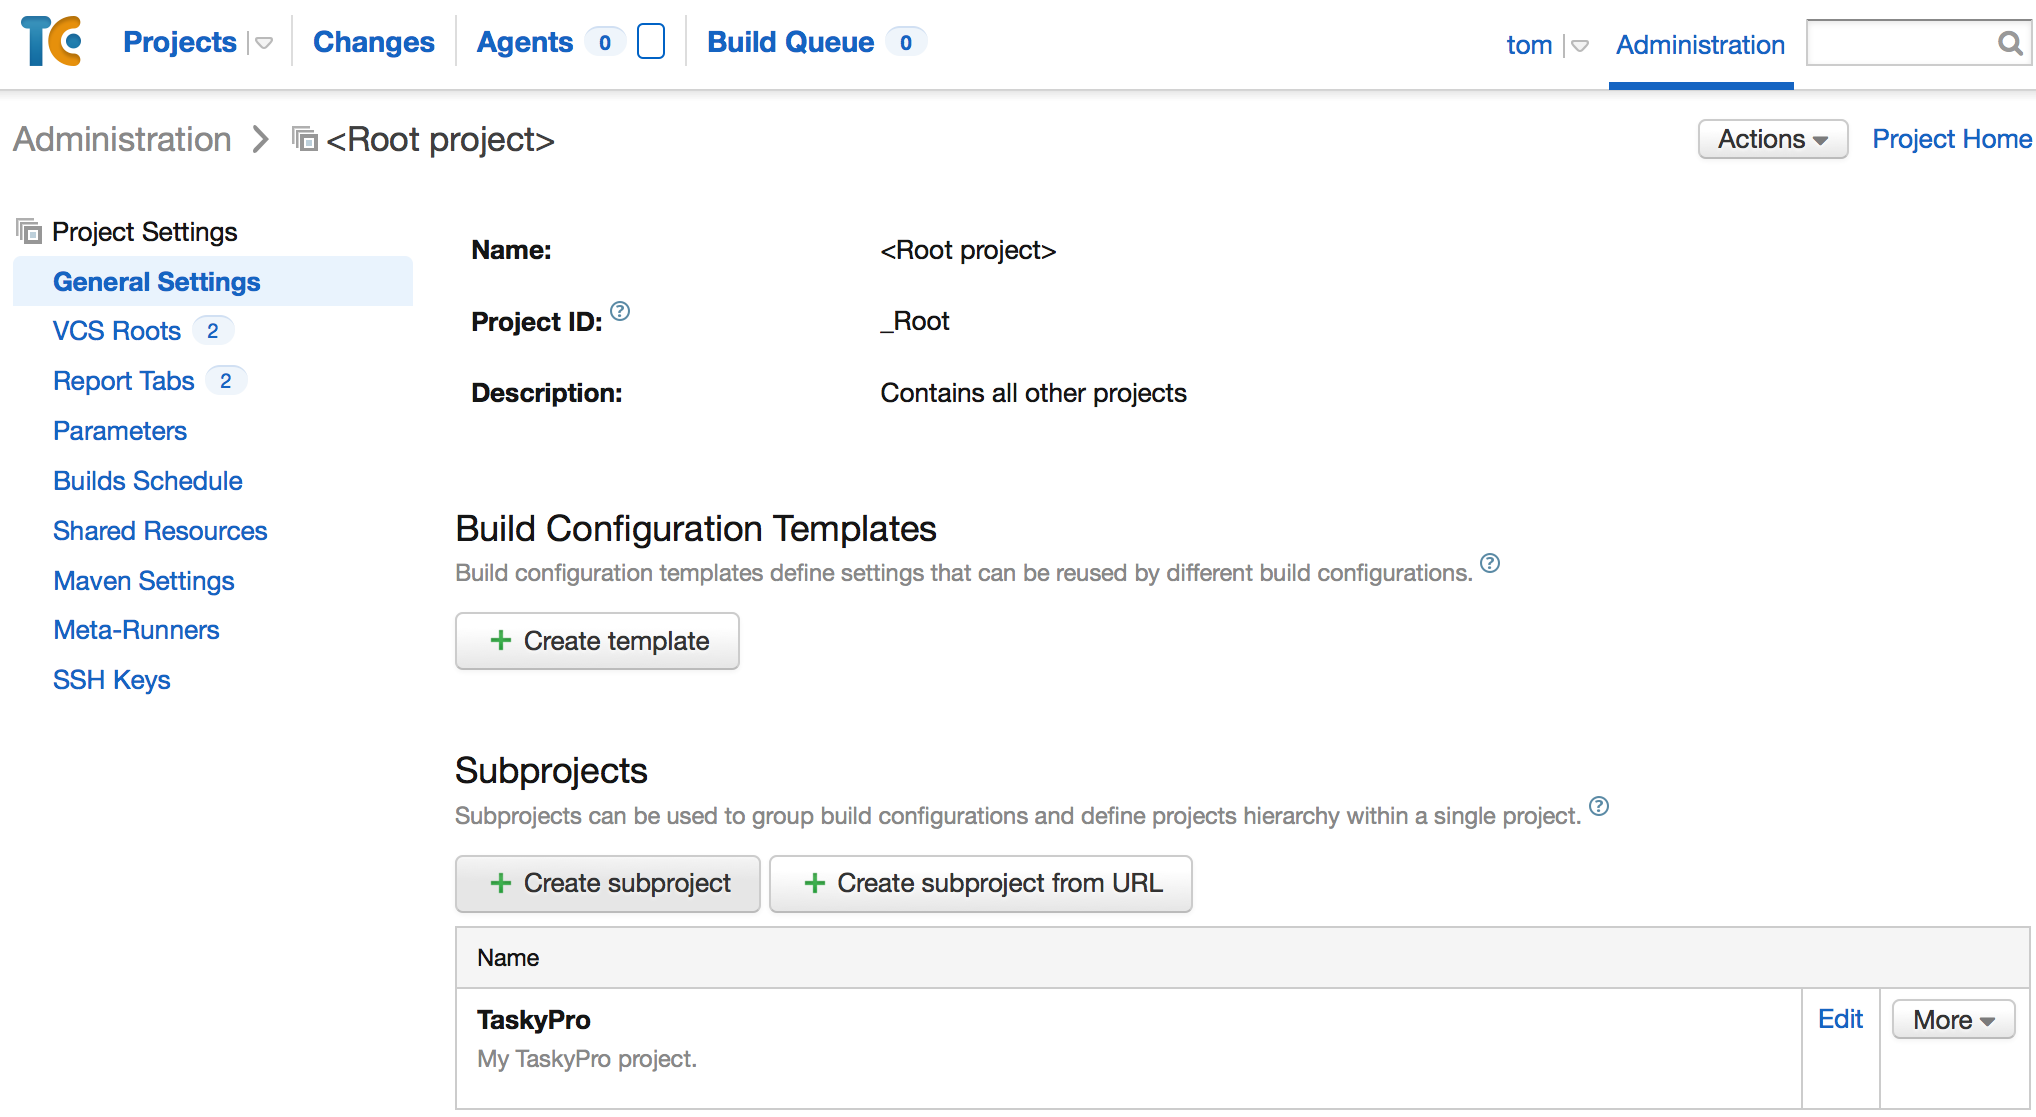 TC Projects Changes Agents 0 Build Queue 0 tom Administration
Administration <Root project> Actions Project Home
Project Settings
General Settings
VCS Roots 2
Report Tabs 2
Parameters
Builds Schedule
Shared Resources
Maven Settings
Meta-Runners
SSH Keys
Name: <Root project>
Project ID: ? _Root
Description: Contains all other projects
Build Configuration Templates
Build configuration templates define settings that can be reused by different build configurations. ?
+ Create template
Subprojects
Subprojects can be used to group build configurations and define projects hierarchy within a single project. ?
+ Create subproject + Create subproject from URL
Name
TaskyPro Edit More
My TaskyPro project.